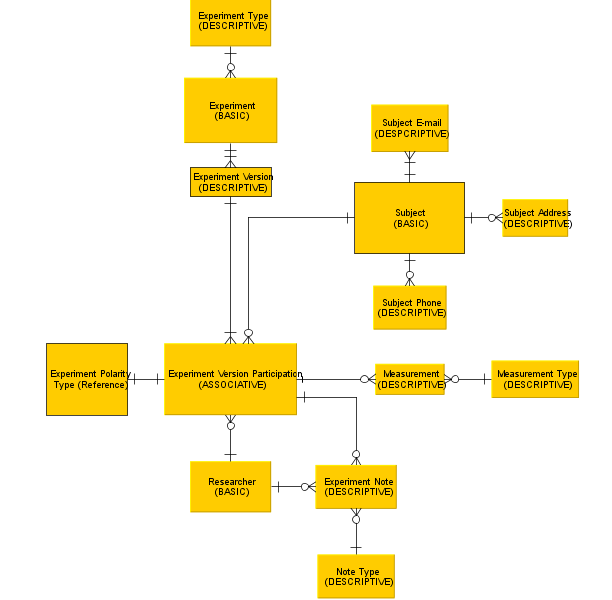 Experiment Type
(DESCRIPTIVE)
Experiment
(BASIC)
Subject E-mail
(DESPCRIPTIVE)
Experiment Version
(DESCRIPTIVE)
Subject
(BASIC)
Subject Address
(DESCRIPTIVE)
Subject Phone
(DESCRIPTIVE)
Experiment Polarity
Type (Reference)
Experiment Version Participation
(ASSOCIATIVE)
Measurement
(DESCRIPTIVE)
Measurement Type
(DESCRIPTIVE)
Researcher
(BASIC)
Experiment Note
(DESCRIPTIVE)
Note Type
(DESCRIPTIVE)